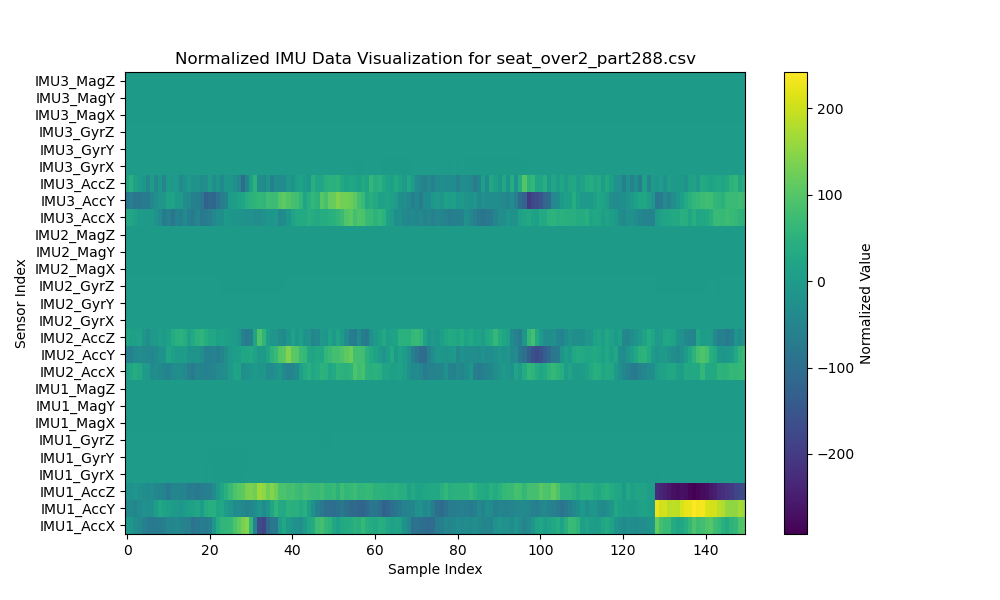 Normalized IMU Data Visualization for seat_over2_part288.csv
IMU3_MagZ
IMU3_MagY
IMU3_MagX
IMU3_GyrZ
IMU3_GyrY
IMU3_GyrX
IMU3_AccZ
IMU3_AccY
IMU3_AccX
IMU2_MagZ
IMU2_MagY
IMU2_MagX
IMU2_GyrZ
IMU2_GyrY
IMU2_GyrX
IMU2_AccZ
IMU2_AccY
IMU2_AccX
IMU1_MagZ
IMU1_MagY
IMU1_MagX
IMU1_GyrZ
IMU1_GyrY
IMU1_GyrX
IMU1_AccZ
IMU1_AccY
IMU1_AccX
Sensor Index
0 20 40 60 80 100 120 140
Sample Index
200
100
0
−100
−200
Normalized Value